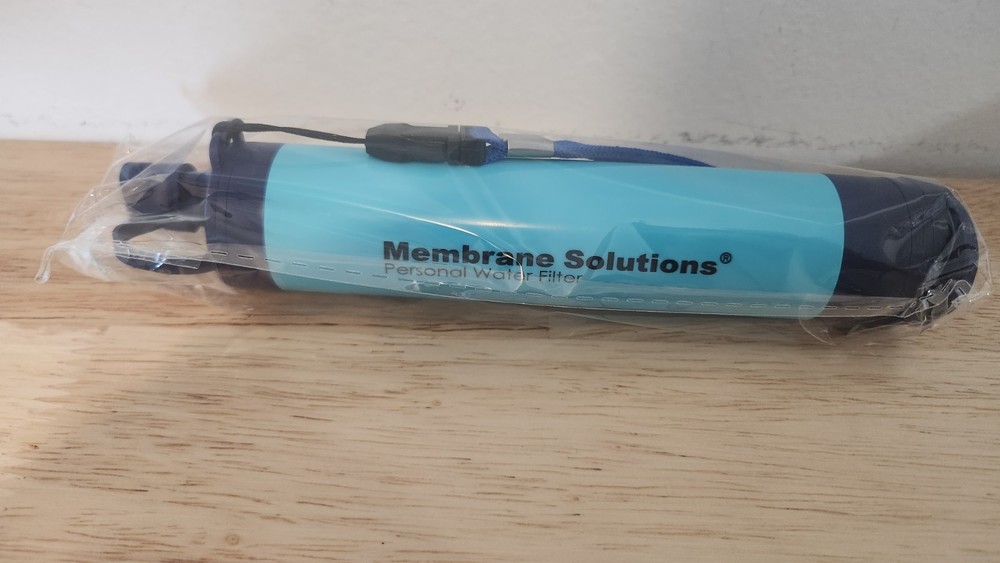 Membrane Solutions®
Personal Water Filter